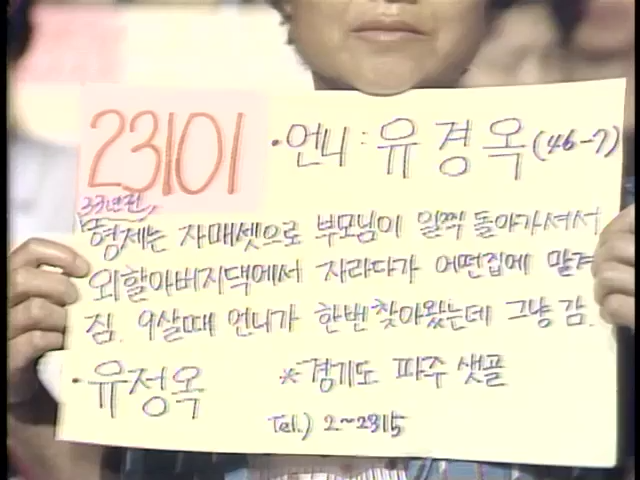 23101 ·언니: 유경옥(46-7)
33년전
형제는 자매셋으로 부모님이 일찍 돌아가셔서
외할아버지댁에서 자라다가 어떤집에 맡겨
짐. 9살때 언니가 한번 찾아왔는데 그냥 감.
·유정옥 *경기도 파주 샛골
Tel.) 2~2315